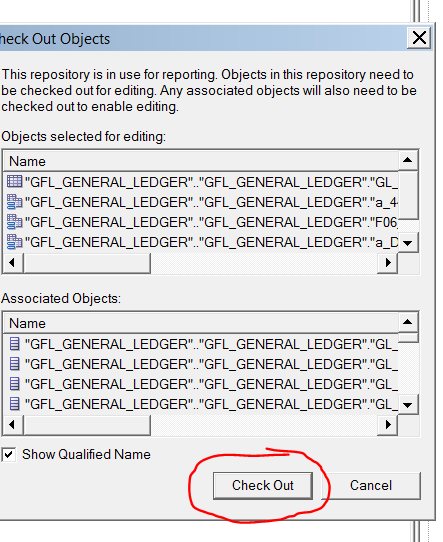 heck Out Objects
This repository is in use for reporting. Objects in this repository need to
be checked out for editing. Any associated objects will also need to be
checked out to enable editing.
Objects selected for editing:
Name
"GFL_GENERAL_LEDGER".."GFL_GENERAL_LEDGER"."GL_
"GFL_GENERAL_LEDGER".."GFL_GENERAL_LEDGER"."a_4
"GFL_GENERAL_LEDGER".."GFL_GENERAL_LEDGER"."F06_
"GFL_GENERAL_LEDGER".."GFL_GENERAL_LEDGER"."a_D
Associated Objects:
Name
"GFL_GENERAL_LEDGER".."GFL_GENERAL_LEDGER"."GL_
"GFL_GENERAL_LEDGER".."GFL_GENERAL_LEDGER"."GL_
"GFL_GENERAL_LEDGER".."GFL_GENERAL_LEDGER"."GL_
"GFL_GENERAL_LEDGER".."GFL_GENERAL_LEDGER"."GL_
Show Qualified Name
Check Out Cancel